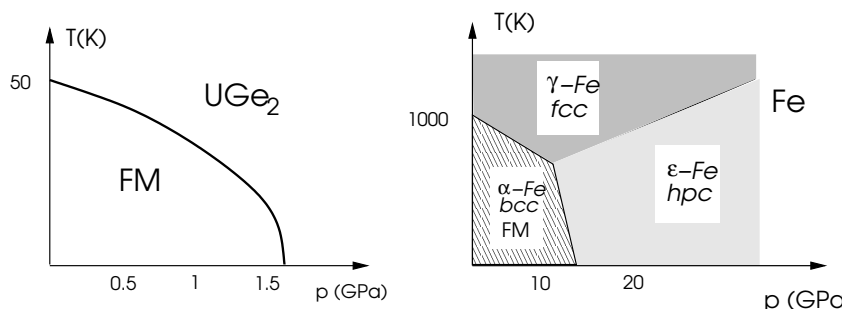 T(K)
50
UGe2
FM
0.5
1
1.5
p (GPa)
T(K)
γ–Fe
fcc
Fe
1000
α–Fe
bcc
FM
ε–Fe
hpc
10
20
p (GPa)